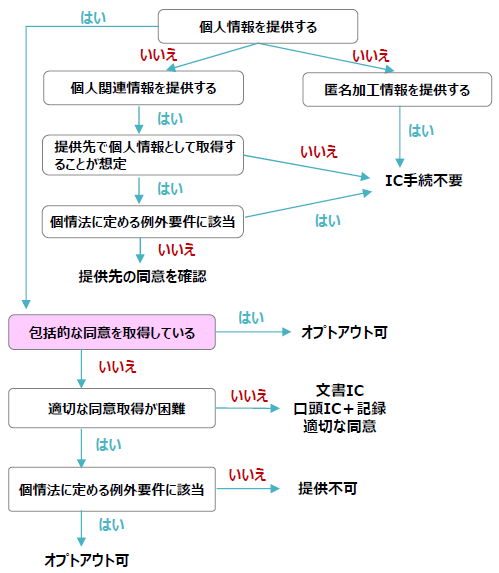 個人情報を提供する
はい
いいえ
いいえ
個人関連情報を提供する
匿名加工情報を提供する
はい
はい
提供先で個人情報として取得す
ることが想定
いいえ
IC手続不要
はい
個情法に定める例外要件に該当
はい
いいえ
提供先の同意を確認
包括的な同意を取得している
はい
オプトアウト可
いいえ
適切な同意取得が困難
いいえ
文書IC
口頭IC+記録
適切な同意
はい
個情法に定める例外要件に該当
いいえ
提供不可
はい
オプトアウト可